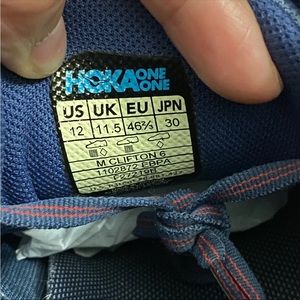 HOKA ONE ONE
US UK EU JPN
12 11.5 46⅔ 30
M CLIFTON 6
1102872 EBPA